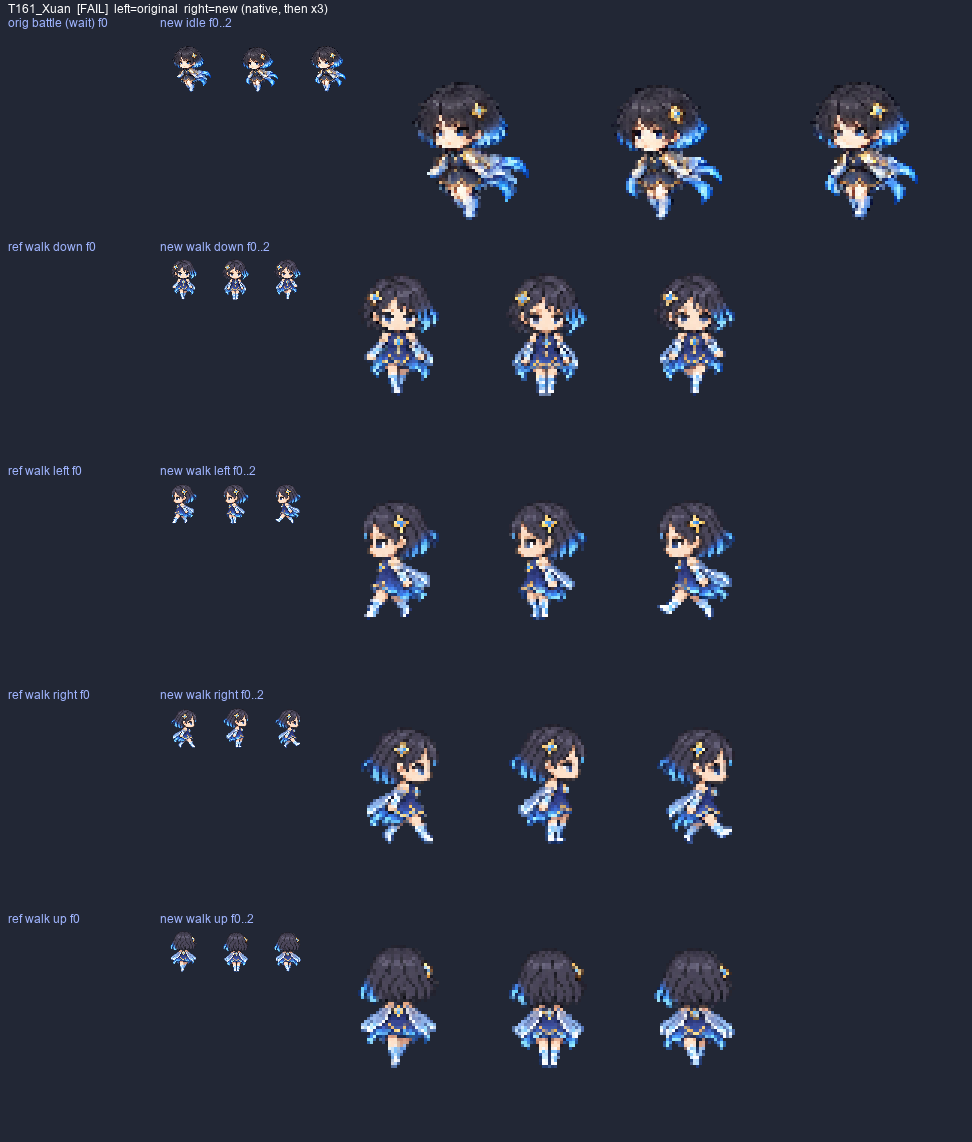 T161_Xuan [FAIL] left=original right=new (native, then x3)
orig battle (wait) f0 new idle f0..2
ref walk down f0 new walk down f0..2
ref walk left f0 new walk left f0..2
ref walk right f0 new walk right f0..2
ref walk up f0 new walk up f0..2